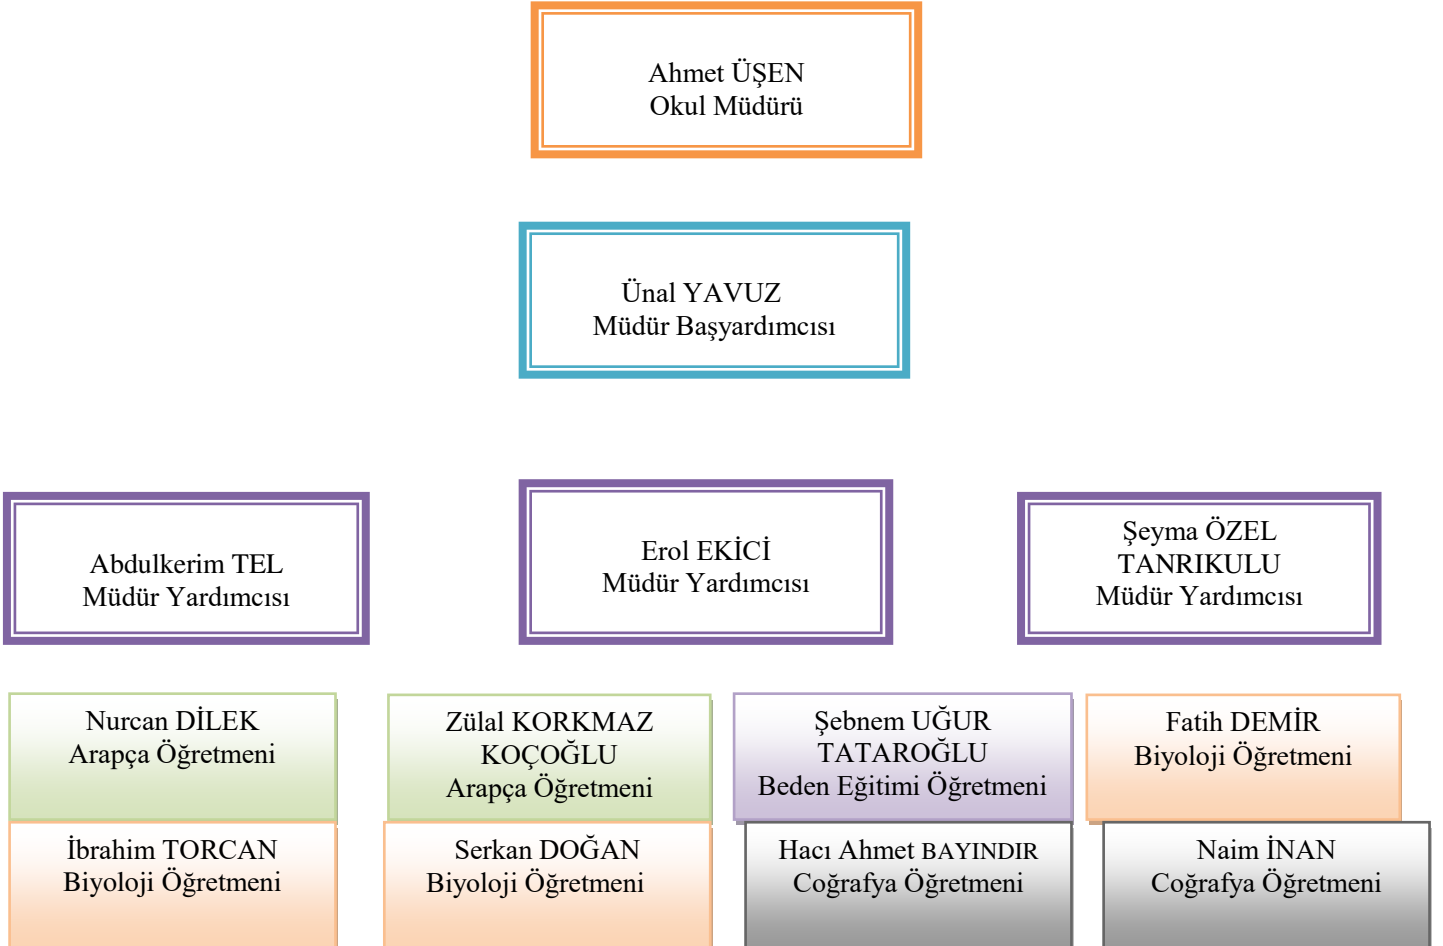 Ahmet ÜŞEN
Okul Müdürü
Ünal YAVUZ
Müdür Başyardımcısı
Abdulkerim TEL
Müdür Yardımcısı
Erol EKİCİ
Müdür Yardımcısı
Şeyma ÖZEL
TANRIKULU
Müdür Yardımcısı
Nurcan DİLEK
Arapça Öğretmeni
Zülal KORKMAZ
KOÇOĞLU
Arapça Öğretmeni
Şebnem UĞUR
TATAROĞLU
Beden Eğitimi Öğretmeni
Fatih DEMİR
Biyoloji Öğretmeni
İbrahim TORCAN
Biyoloji Öğretmeni
Serkan DOĞAN
Biyoloji Öğretmeni
Hacı Ahmet BAYINDIR
Coğrafya Öğretmeni
Naim İNAN
Coğrafya Öğretmeni